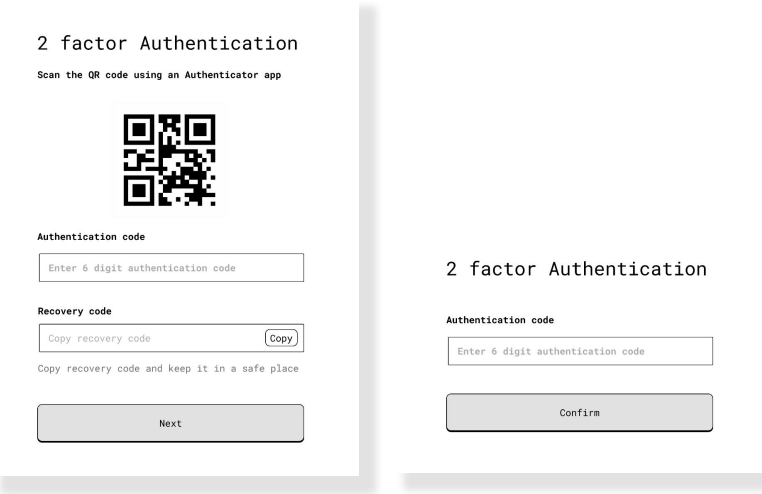 2 factor Authentication
Scan the QR code using an Authenticator app
Authentication code
Enter 6 digit authentication code
Recovery code
Copy recovery code
Copy
Copy recovery code and keep it in a safe place
Next
2 factor Authentication
Authentication code
Enter 6 digit authentication code
Confirm